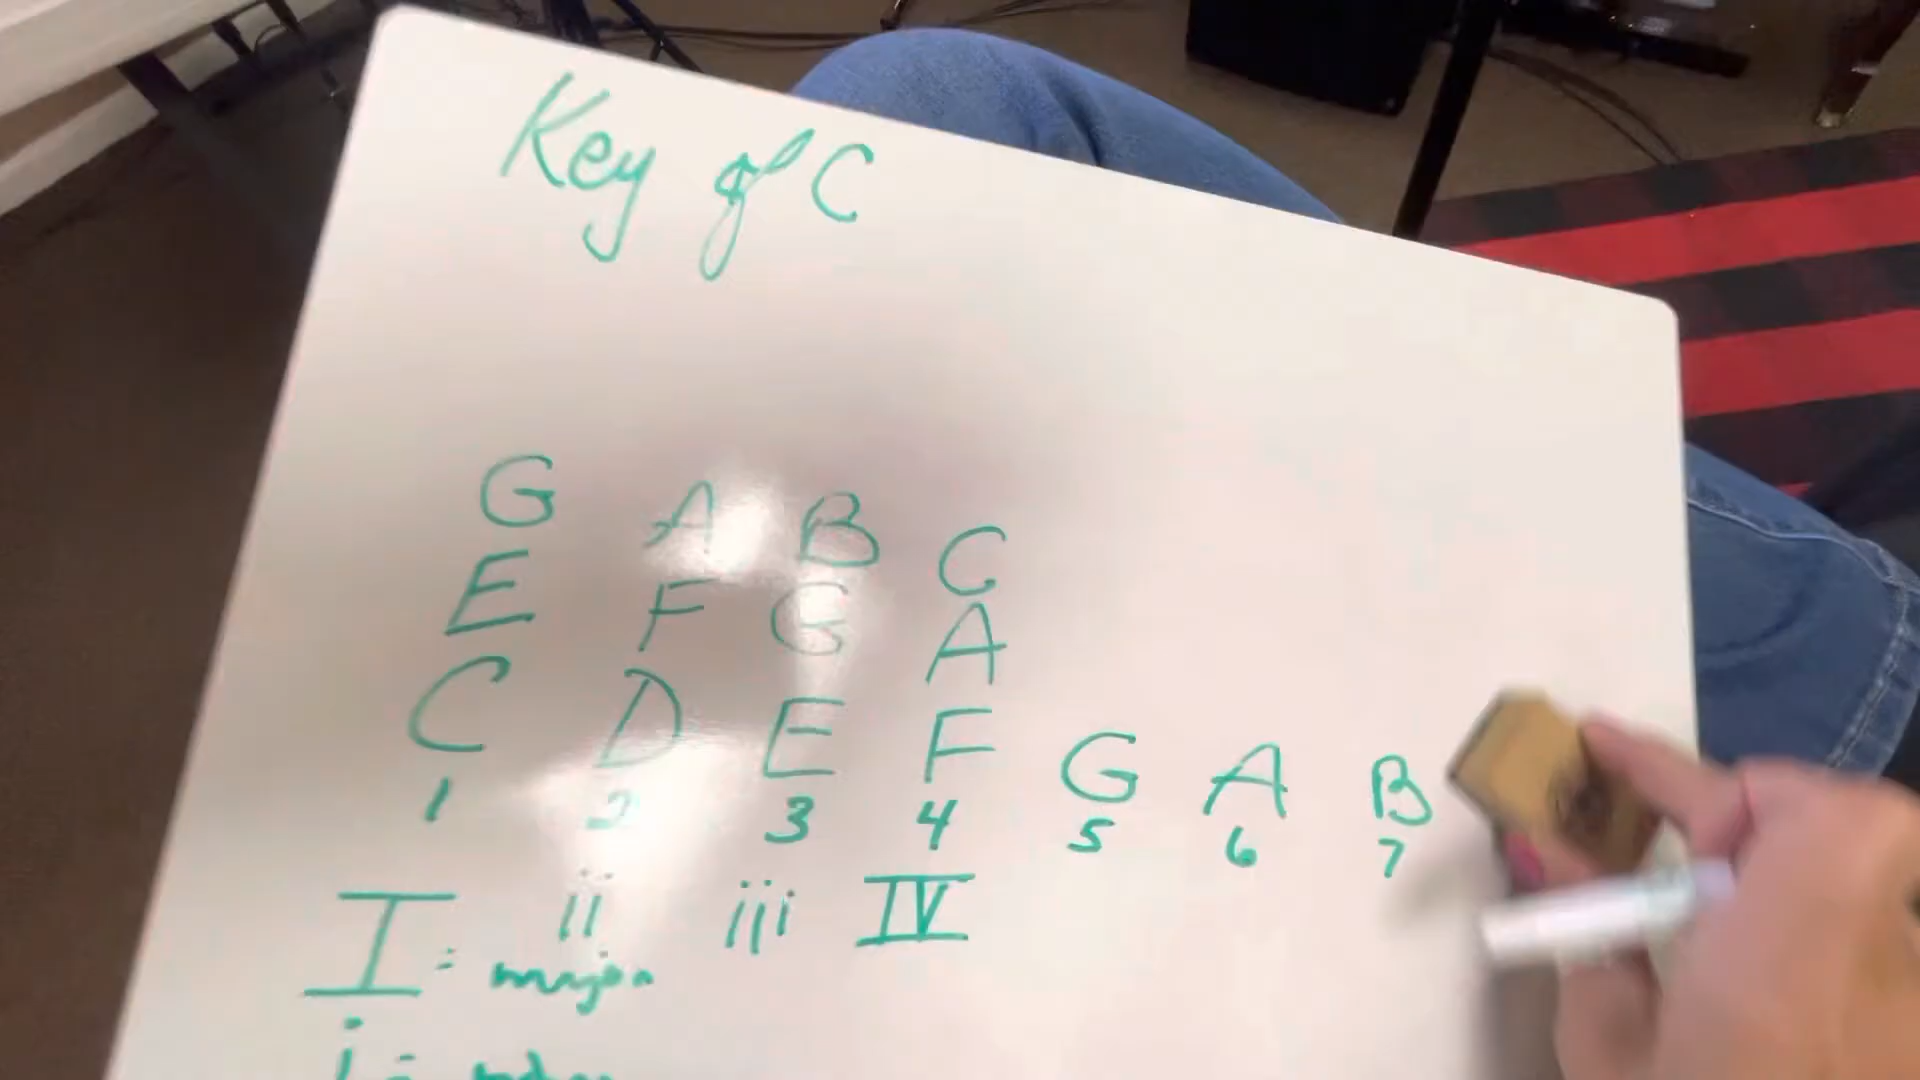 Key of C
G A B C
E F G A
C D E F G A B
1 2 3 4 5 6 7
I ii iii IV
= major
i =